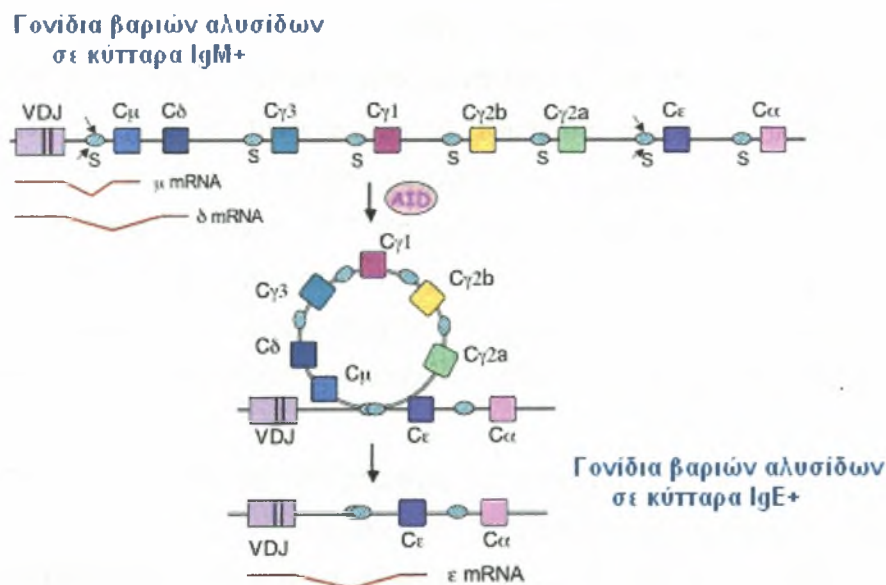 Γονίδια βαριών αλυσίδων
σε κύτταρα IgM+
VDJ Cμ Cδ Cγ3 Cγ1 Cγ2b Cγ2a Cε Cα
S S S S S S S
μ mRNA
AID
δ mRNA
Cγ1
Cγ3 Cγ2b
Cδ Cγ2a
Cμ
VDJ Cε Cα
Γονίδια βαριών αλυσίδων
σε κύτταρα IgE+
VDJ Cε Cα
ε mRNA